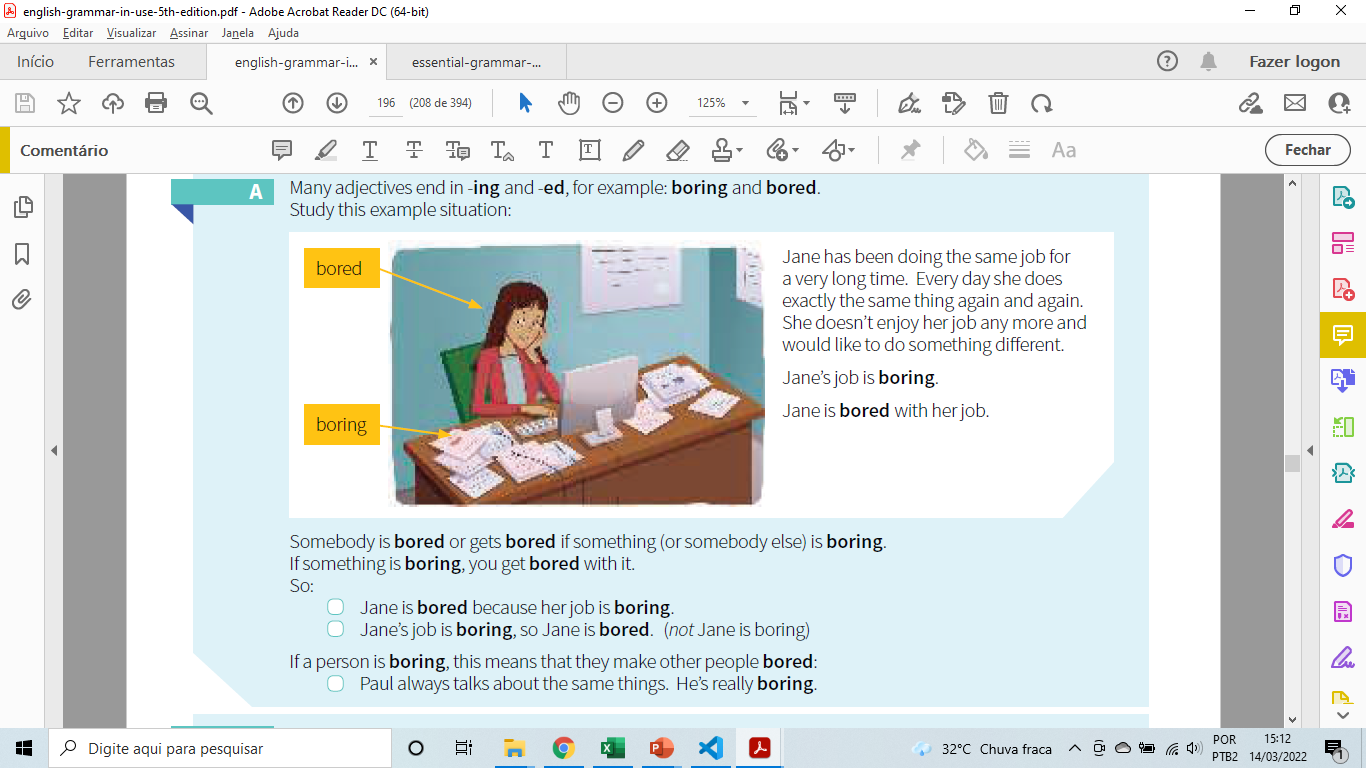 english-grammar-in-use-5th-edition.pdf - Adobe Acrobat Reader DC (64-bit)
Arquivo Editar Visualizar Assinar Janela Ajuda
Início Ferramentas english-grammar-i... × essential-grammar-... Fazer logon
196 (208 de 394) 125%
Comentário Aa Fechar
A
Many adjectives end in -ing and -ed, for example: boring and bored.
Study this example situation:
bored
boring
Jane has been doing the same job for
a very long time. Every day she does
exactly the same thing again and again.
She doesn't enjoy her job any more and
would like to do something different.
Jane's job is boring.
Jane is bored with her job.
Somebody is bored or gets bored if something (or somebody else) is boring.
If something is boring, you get bored with it.
So:
Jane is bored because her job is boring.
Jane's job is boring, so Jane is bored. (not Jane is boring)
If a person is boring, this means that they make other people bored:
Paul always talks about the same things. He's really boring.
Digite aqui para pesquisar
32°C Chuva fraca
POR
PTB2
15:12
14/03/2022
1